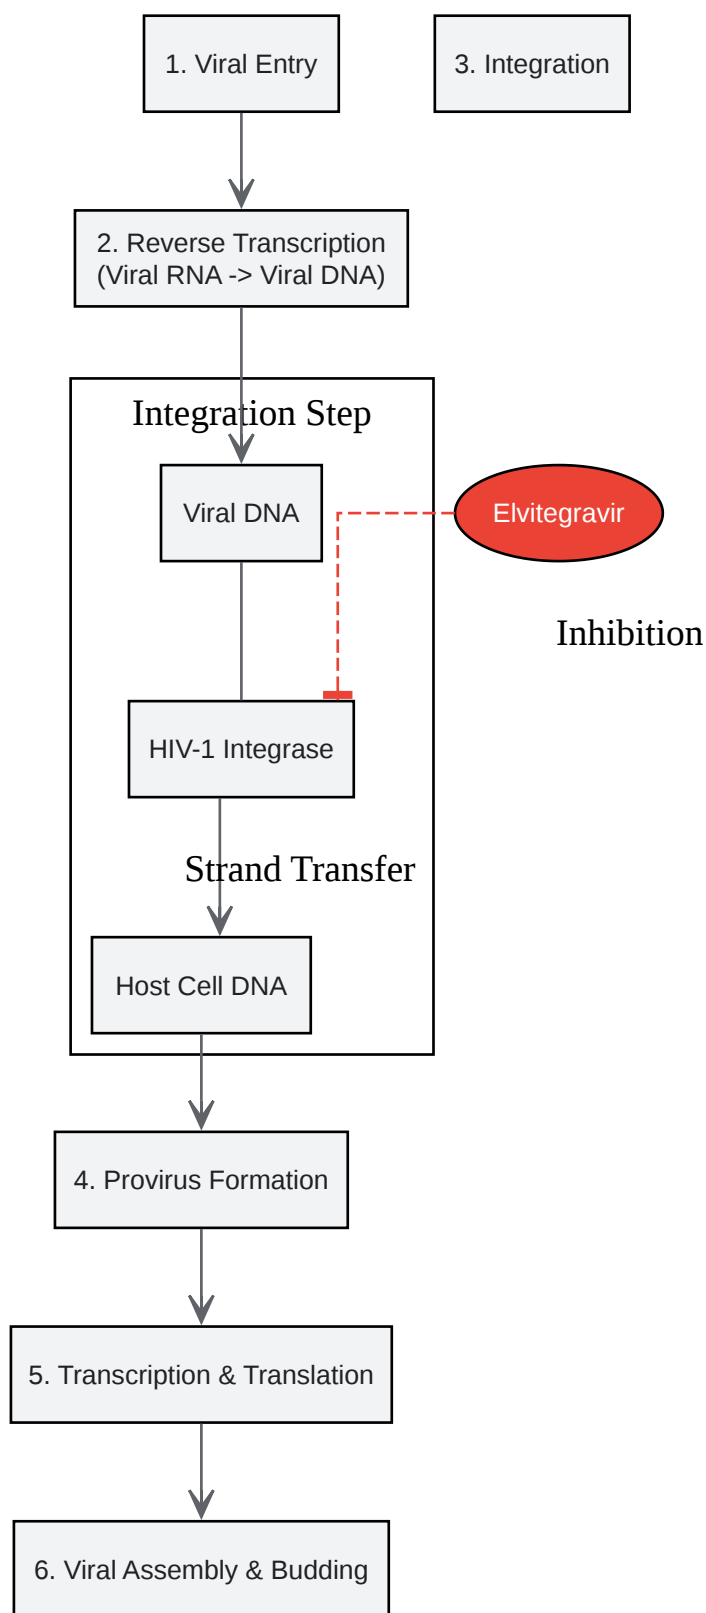 1. Viral Entry
3. Integration
2. Reverse Transcription
(Viral RNA -> Viral DNA)
Integration Step
Viral DNA
Elvitegravir
Inhibition
HIV-1 Integrase
Strand Transfer
Host Cell DNA
4. Provirus Formation
5. Transcription & Translation
6. Viral Assembly & Budding